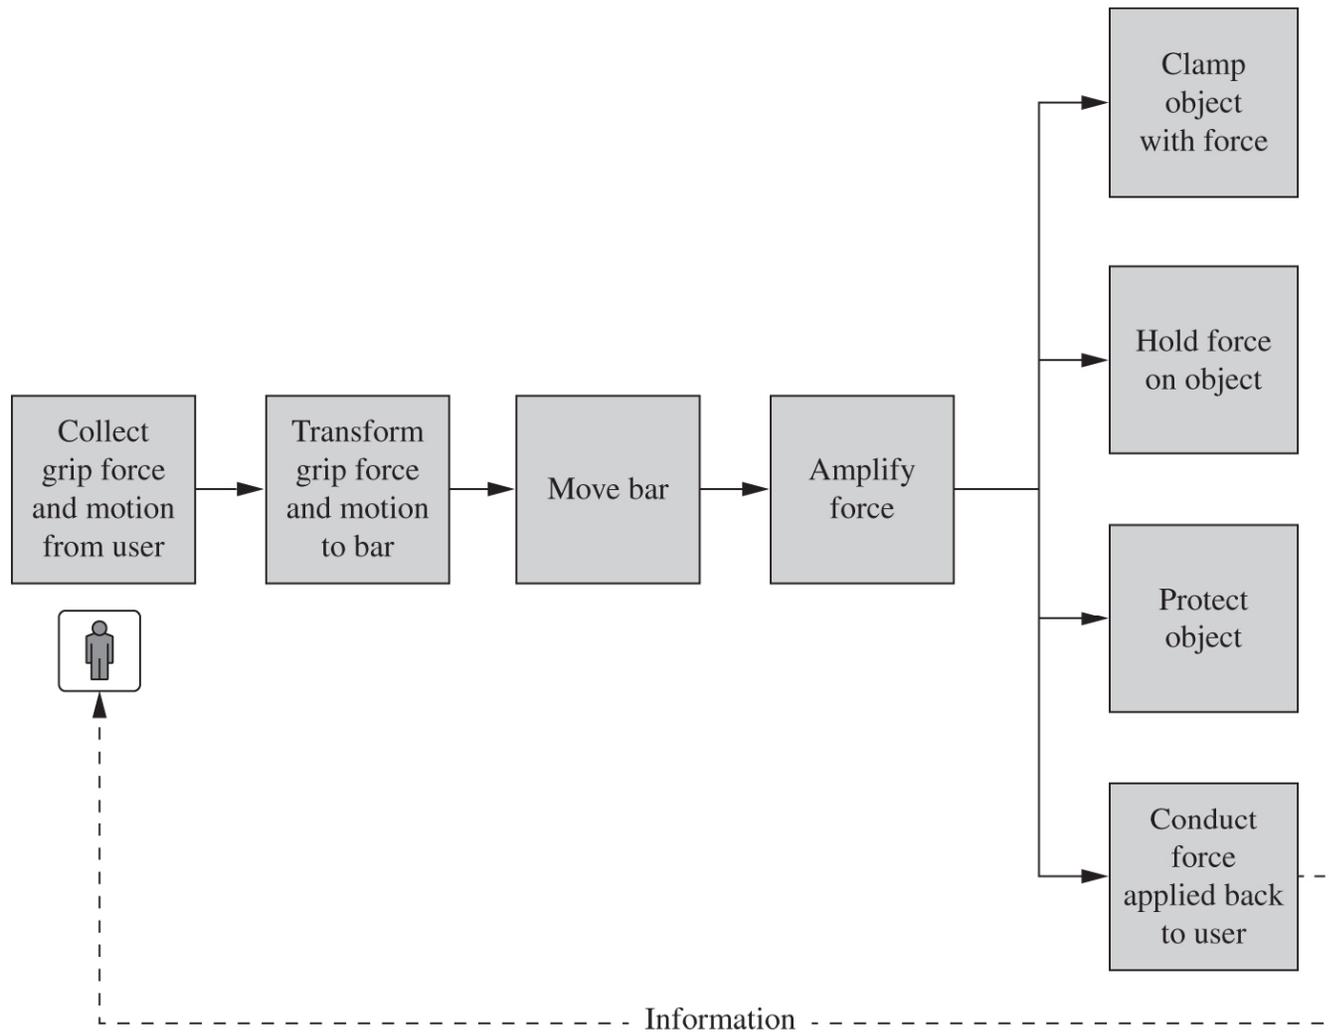 Clamp
object
with force
Hold force
on object
Collect
grip force
and motion
from user
Transform
grip force
and motion
to bar
Move bar
Amplify
force
Protect
object
Conduct
force
applied back
to user
Information